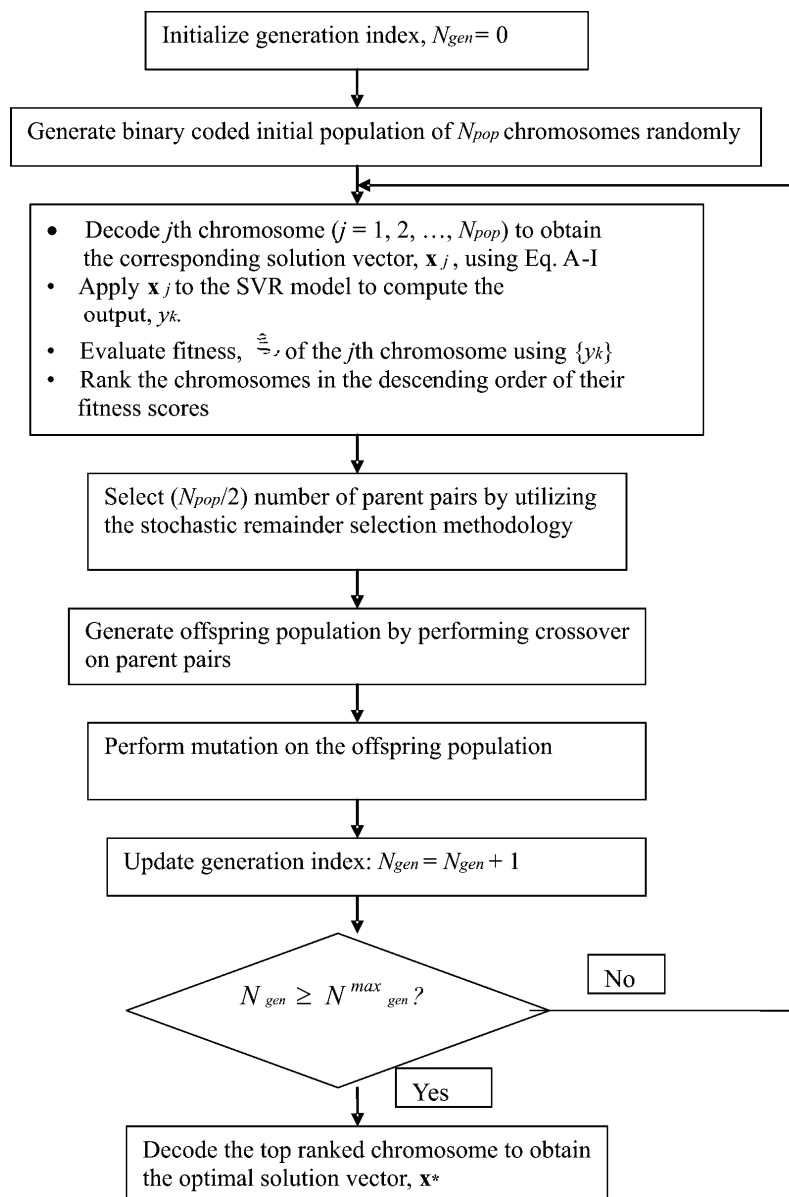 Initialize generation index, Ngen = 0
Generate binary coded initial population of Npop chromosomes randomly
• Decode jth chromosome (j = 1, 2, …, Npop) to obtain
the corresponding solution vector, x j , using Eq. A-I
• Apply x j to the SVR model to compute the
output, yk.
• Evaluate fitness, of the jth chromosome using {yk}
• Rank the chromosomes in the descending order of their
fitness scores
Select (Npop/2) number of parent pairs by utilizing
the stochastic remainder selection methodology
Generate offspring population by performing crossover
on parent pairs
Perform mutation on the offspring population
Update generation index: Ngen = Ngen + 1
N gen ≥ N max gen ?
No
Yes
Decode the top ranked chromosome to obtain
the optimal solution vector, x*